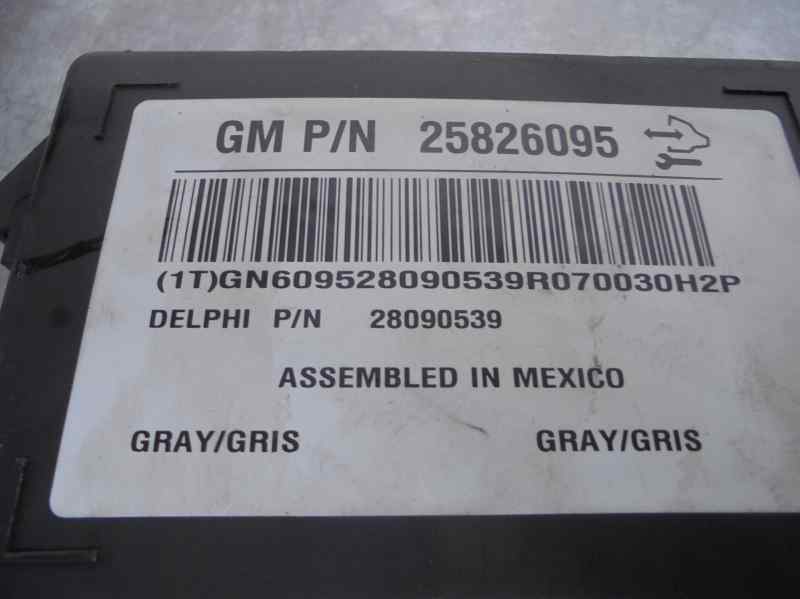 GM P/N 25826095
(1T)GN609528090539R070030H2P
DELPHI P/N 28090539
ASSEMBLED IN MEXICO
GRAY/GRIS GRAY/GRIS